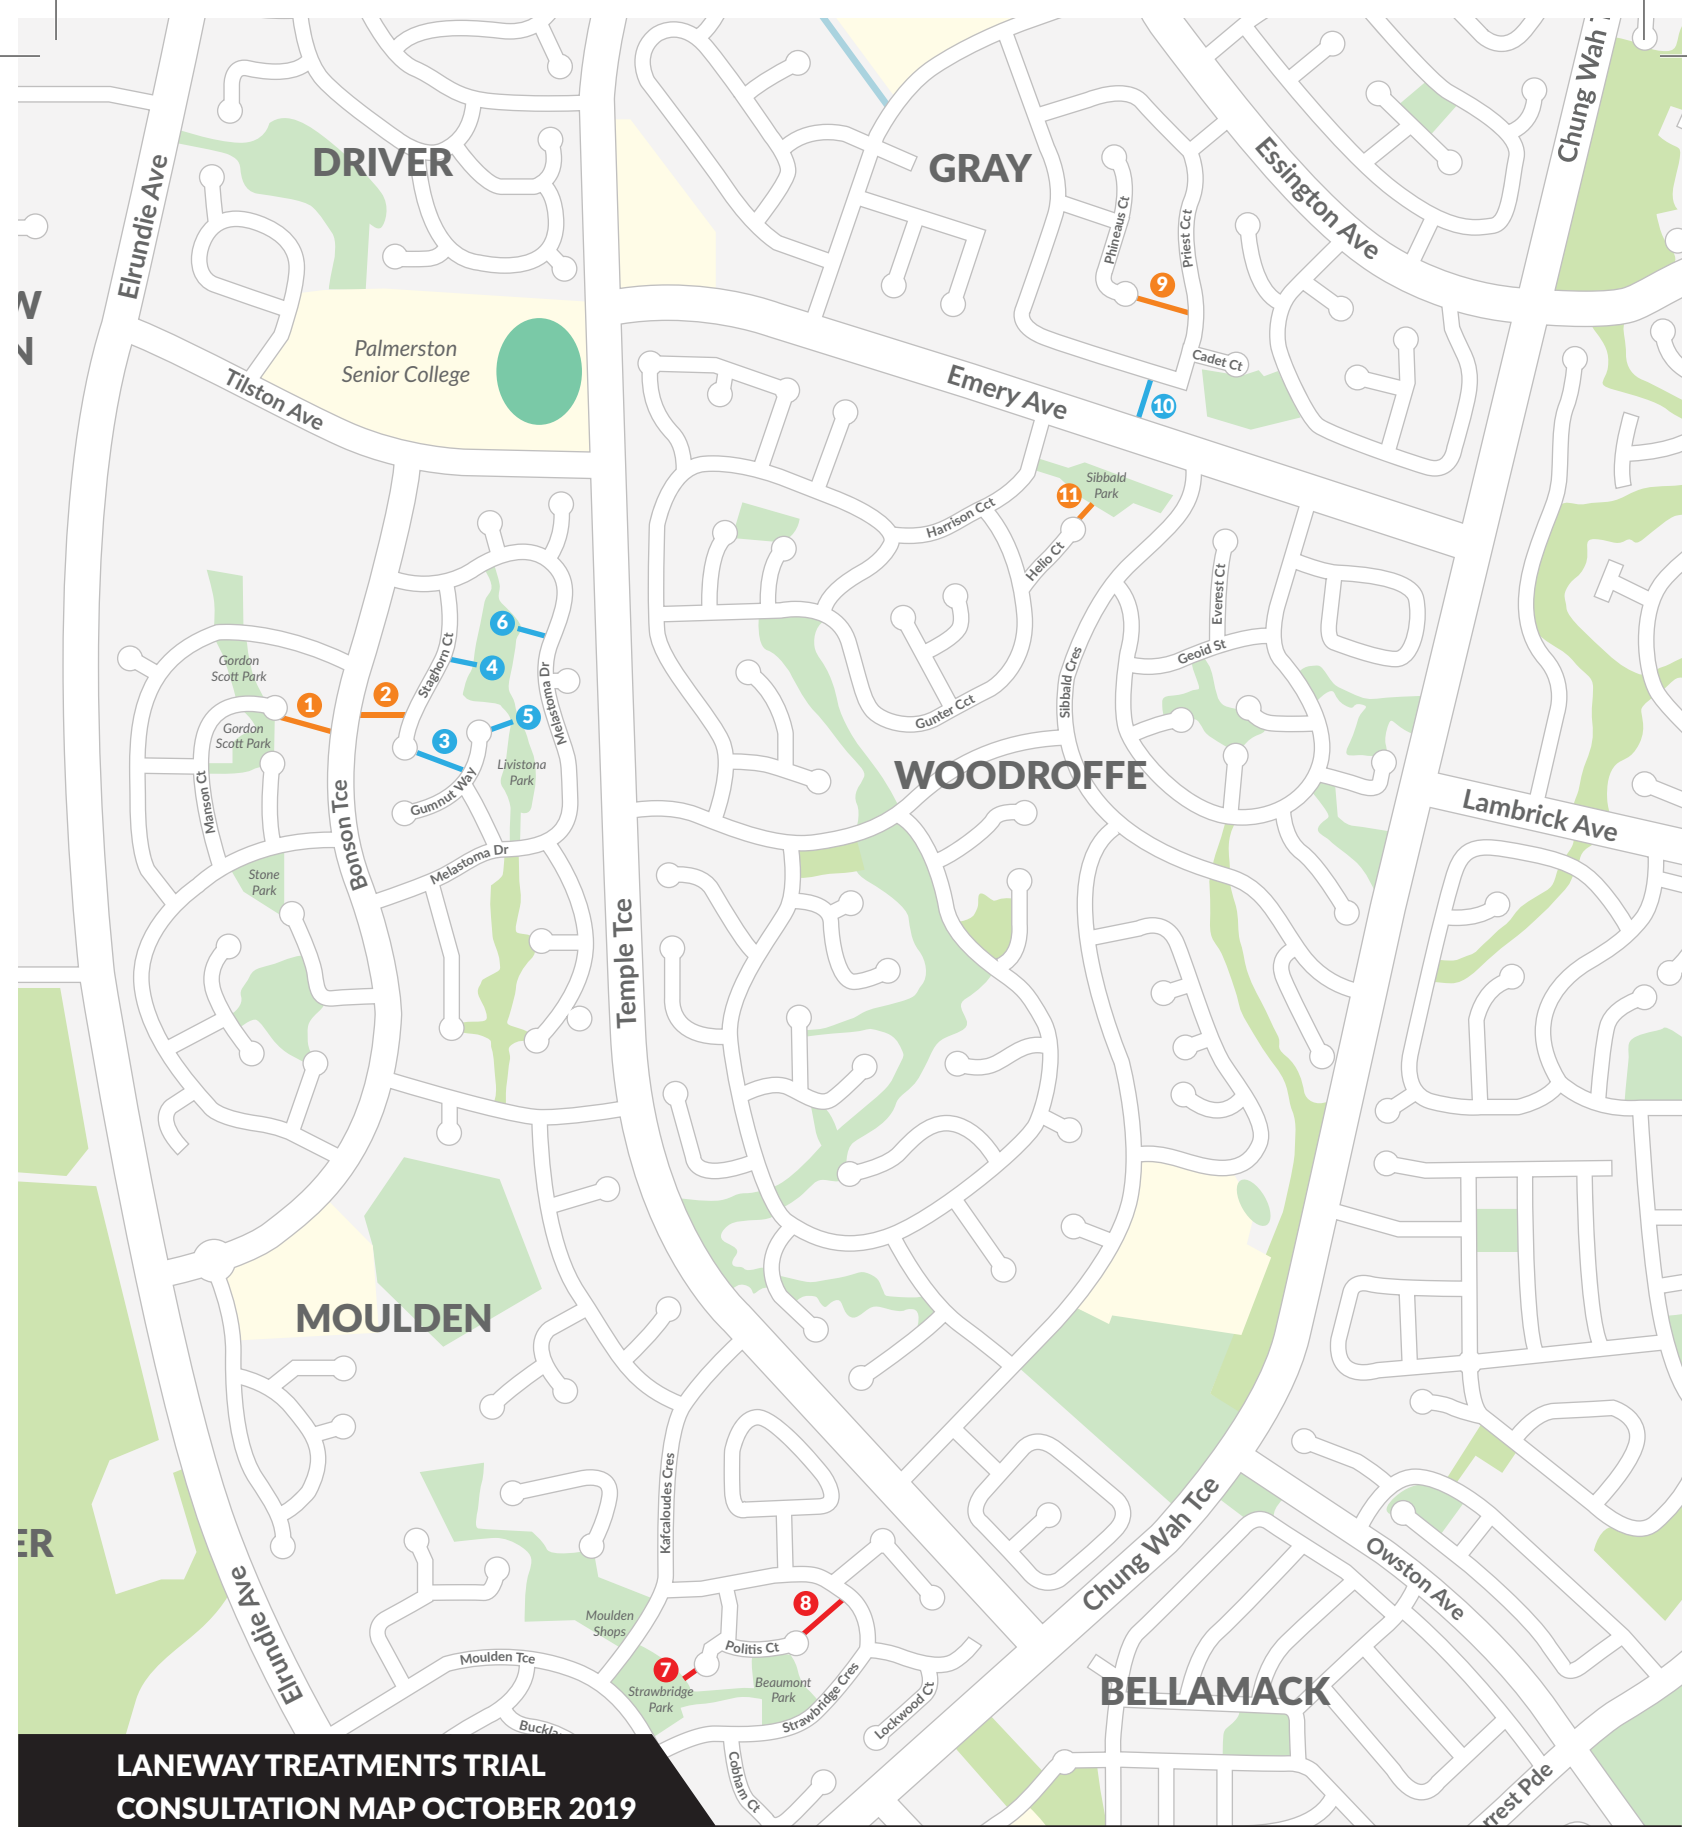 Chung Wah T
DRIVER
GRAY
Essington Ave
Elrundie Ave
Phineaus Ct
Priest Cct
9
W
N
Palmerston
Senior College
Cadet Ct
Tilston Ave
Emery Ave
10
Sibbald
Park
11
Harrison Cct
Helio Ct
Everest Ct
6
Staghorn Ct
4
Geoid St
Gordon
Scott Park
Melastoma Dr
Sibbald Cres
1
2
5
Gunter Cct
Gordon
Scott Park
3
Livistona
Park
WOODROFFE
Manson Ct
Gumnut Way
Bonson Tce
Lambrick Ave
Melastoma Dr
Stone
Park
Temple Tce
MOULDEN
Kafcaloudes Cres
Chung Wah Tce
ER
Owston Ave
Elrundie Ave
8
Moulden
Shops
Politis Ct
Moulden Tce
7
Strawbridge
Park
Beaumont
Park
Strawbridge Cres
Lockwood Ct
BELLAMACK
Buckla
Cobham Ct
rrest Pde
LANEWAY TREATMENTS TRIAL
CONSULTATION MAP OCTOBER 2019